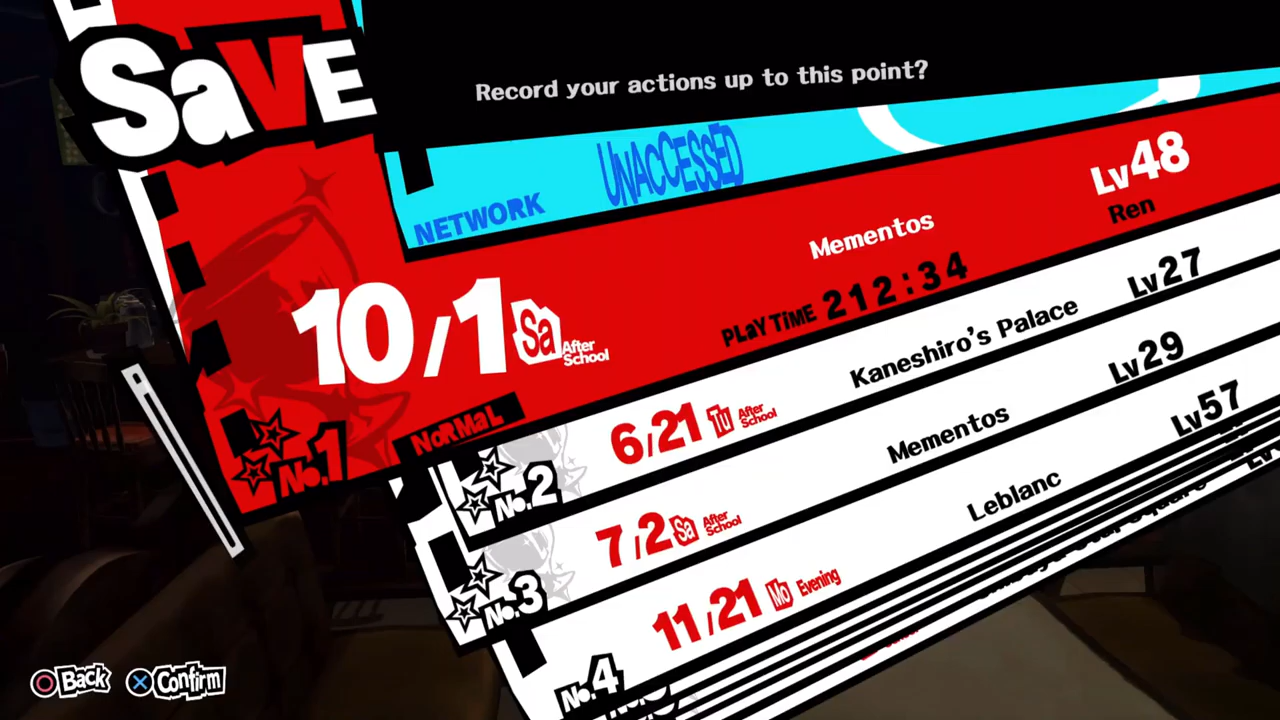 SaVE
Record your actions up to this point?
NETWORK
UNACCESSED
10/1 Sa After School
Mementos
Lv48
Ren
PLaY TiME 212:34
No.1
NoRMaL
6/21 Tu After School
Kaneshiro's Palace
Lv27
No.2
7/2 Sa After School
Mementos
Lv29
No.3
11/21 Mo Evening
Leblanc
Lv57
No.4
Back
Confirm